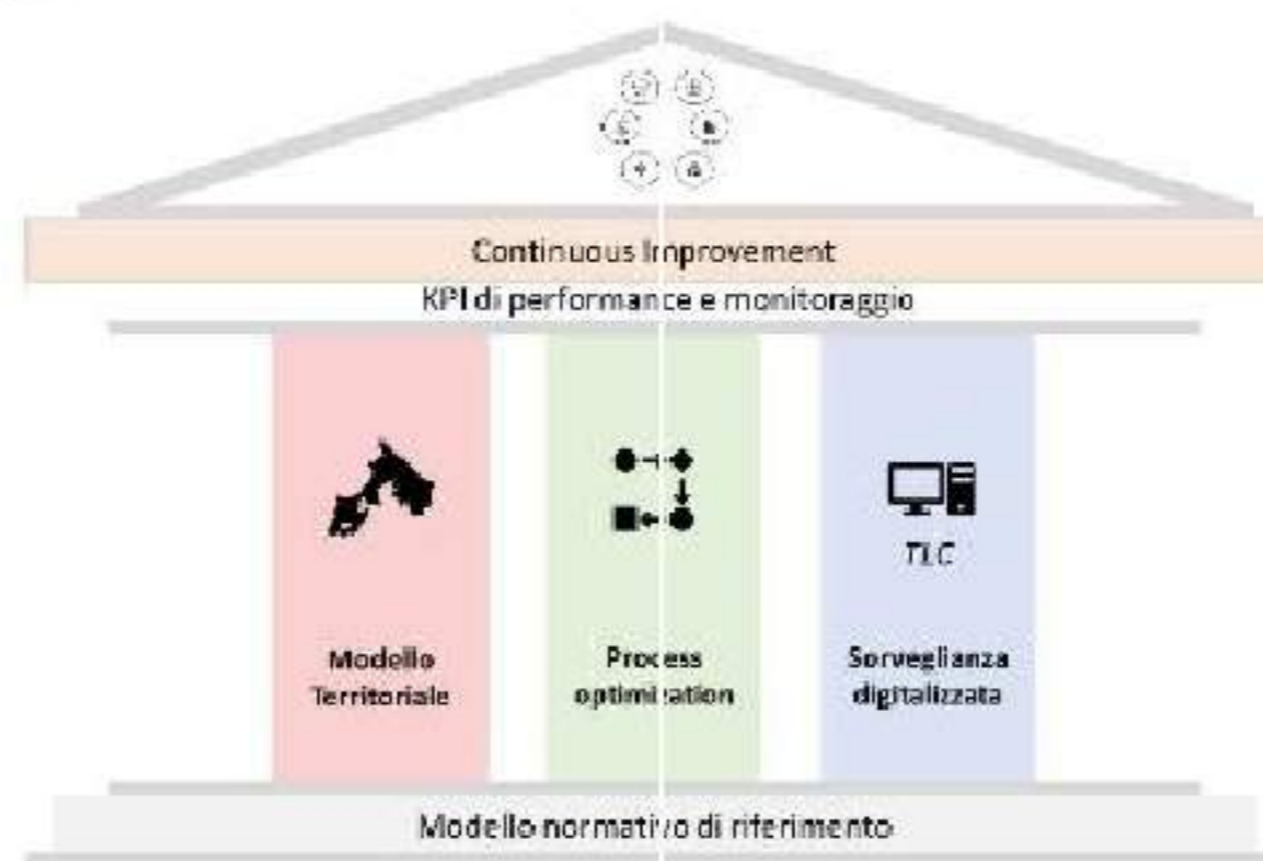 Continuous Improvement
KPI di performance e monitoraggio
TLC
Modello
Territoriale
Process
optimization
Sorveglianza
digitalizzata
Modello normativo di riferimento